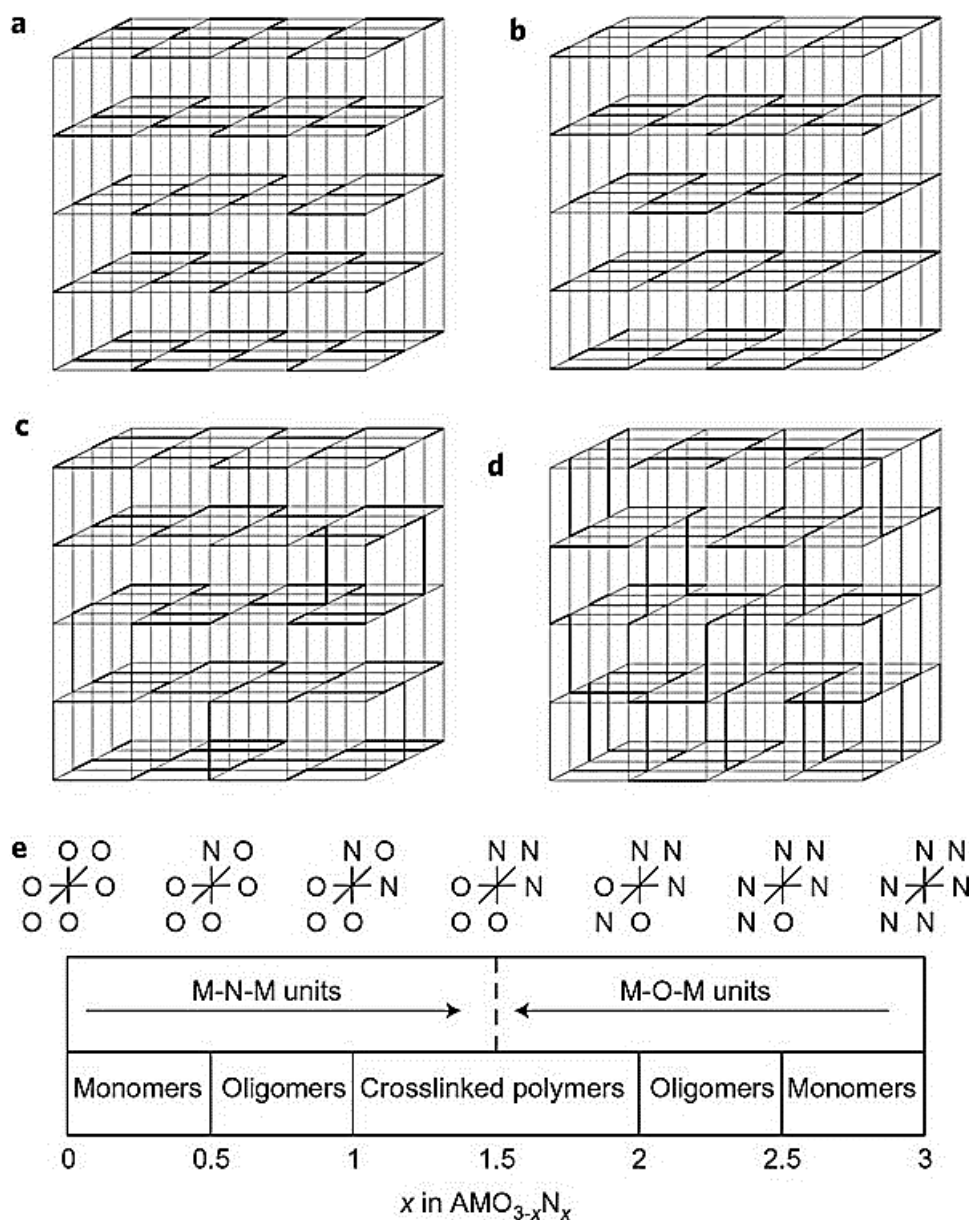 a
b
c
d
e
O O N O N O N N N N N N N N
O O O O O N O N O N N N N N
O O O O O O O O N O N O N N
M-N-M units M-O-M units
Monomers Oligomers Crosslinked polymers Oligomers Monomers
0 0.5 1 1.5 2 2.5 3
x in AMO3-xNx